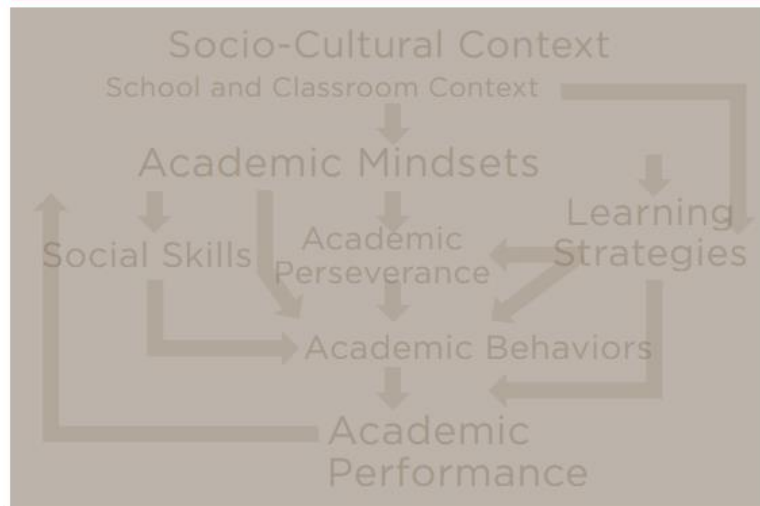 Socio-Cultural Context
School and Classroom Context
Academic Mindsets
Social Skills
Academic
Perseverance
Learning
Strategies
Academic Behaviors
Academic
Performance